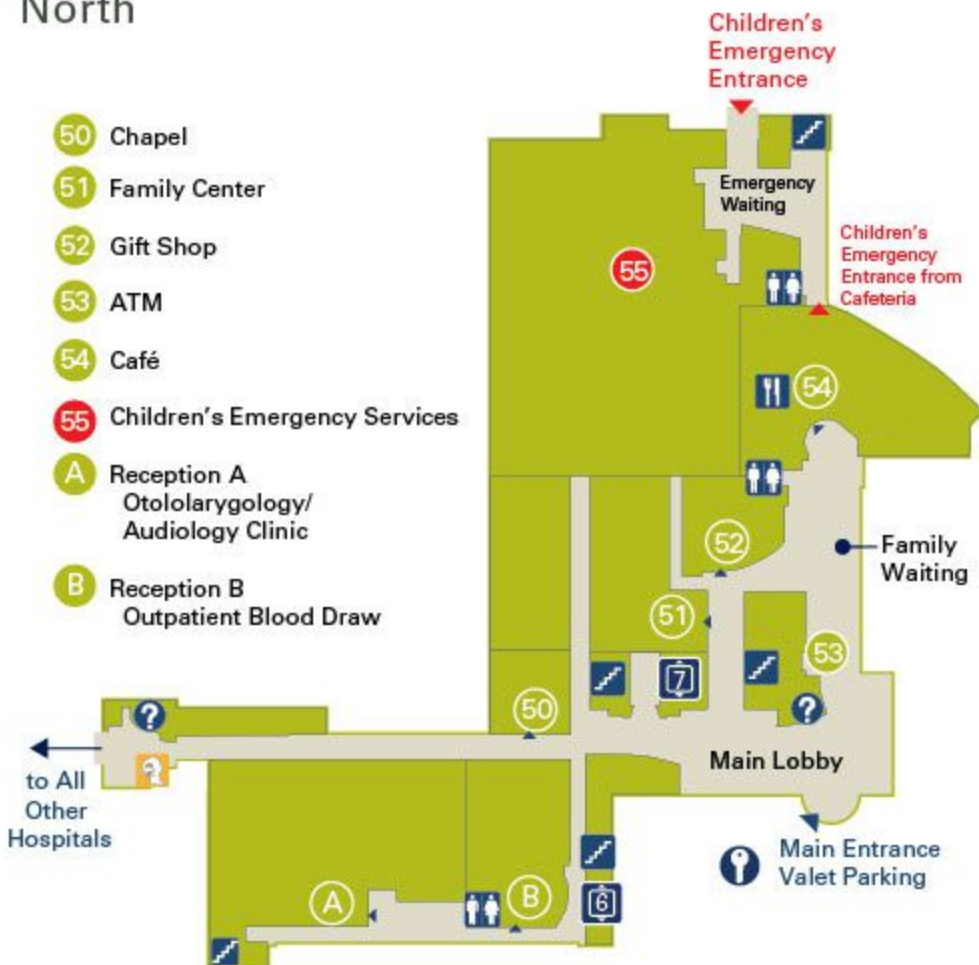 North
Children's
Emergency
Entrance
50 Chapel
51 Family Center
52 Gift Shop
53 ATM
54 Café
55 Children's Emergency Services
A Reception A
Otololarygology/
Audiology Clinic
B Reception B
Outpatient Blood Draw
Emergency
Waiting
Children's
Emergency
Entrance from
Cafeteria
55
54
52
Family
Waiting
51
53
7
50
?
?
Main Lobby
to All
Other
Hospitals
Main Entrance
Valet Parking
A
B
6